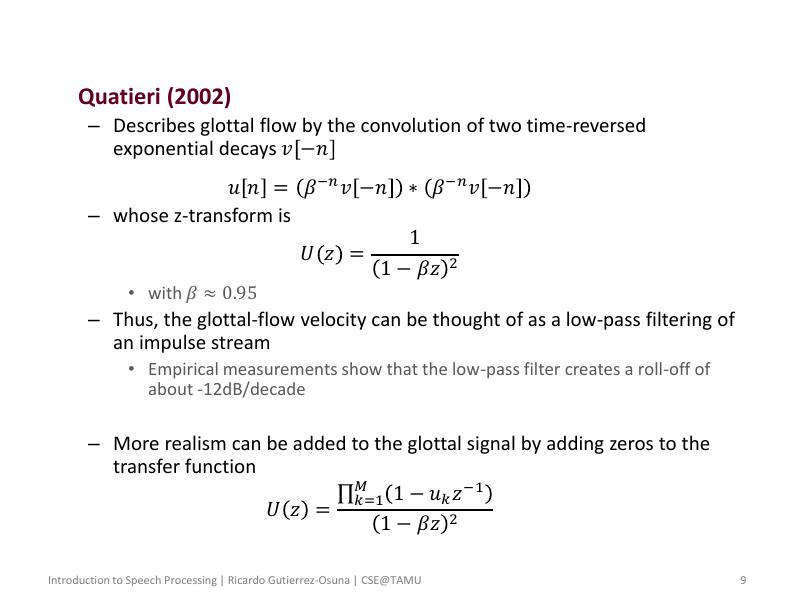 Quatieri (2002)
– Describes glottal flow by the convolution of two time-reversed
exponential decays 𝑣[−𝑛]
𝑢[𝑛] = (𝛽⁻ⁿ𝑣[−𝑛]) ∗ (𝛽⁻ⁿ𝑣[−𝑛])
– whose z-transform is
𝑈(𝑧) = 1 / (1 − 𝛽𝑧)²
• with 𝛽 ≈ 0.95
– Thus, the glottal-flow velocity can be thought of as a low-pass filtering of
an impulse stream
• Empirical measurements show that the low-pass filter creates a roll-off of
about -12dB/decade
– More realism can be added to the glottal signal by adding zeros to the
transfer function
𝑈(𝑧) = ∏ₖ₌₁ᴹ(1 − 𝑢ₖ𝑧⁻¹) / (1 − 𝛽𝑧)²
Introduction to Speech Processing | Ricardo Gutierrez-Osuna | CSE@TAMU 9